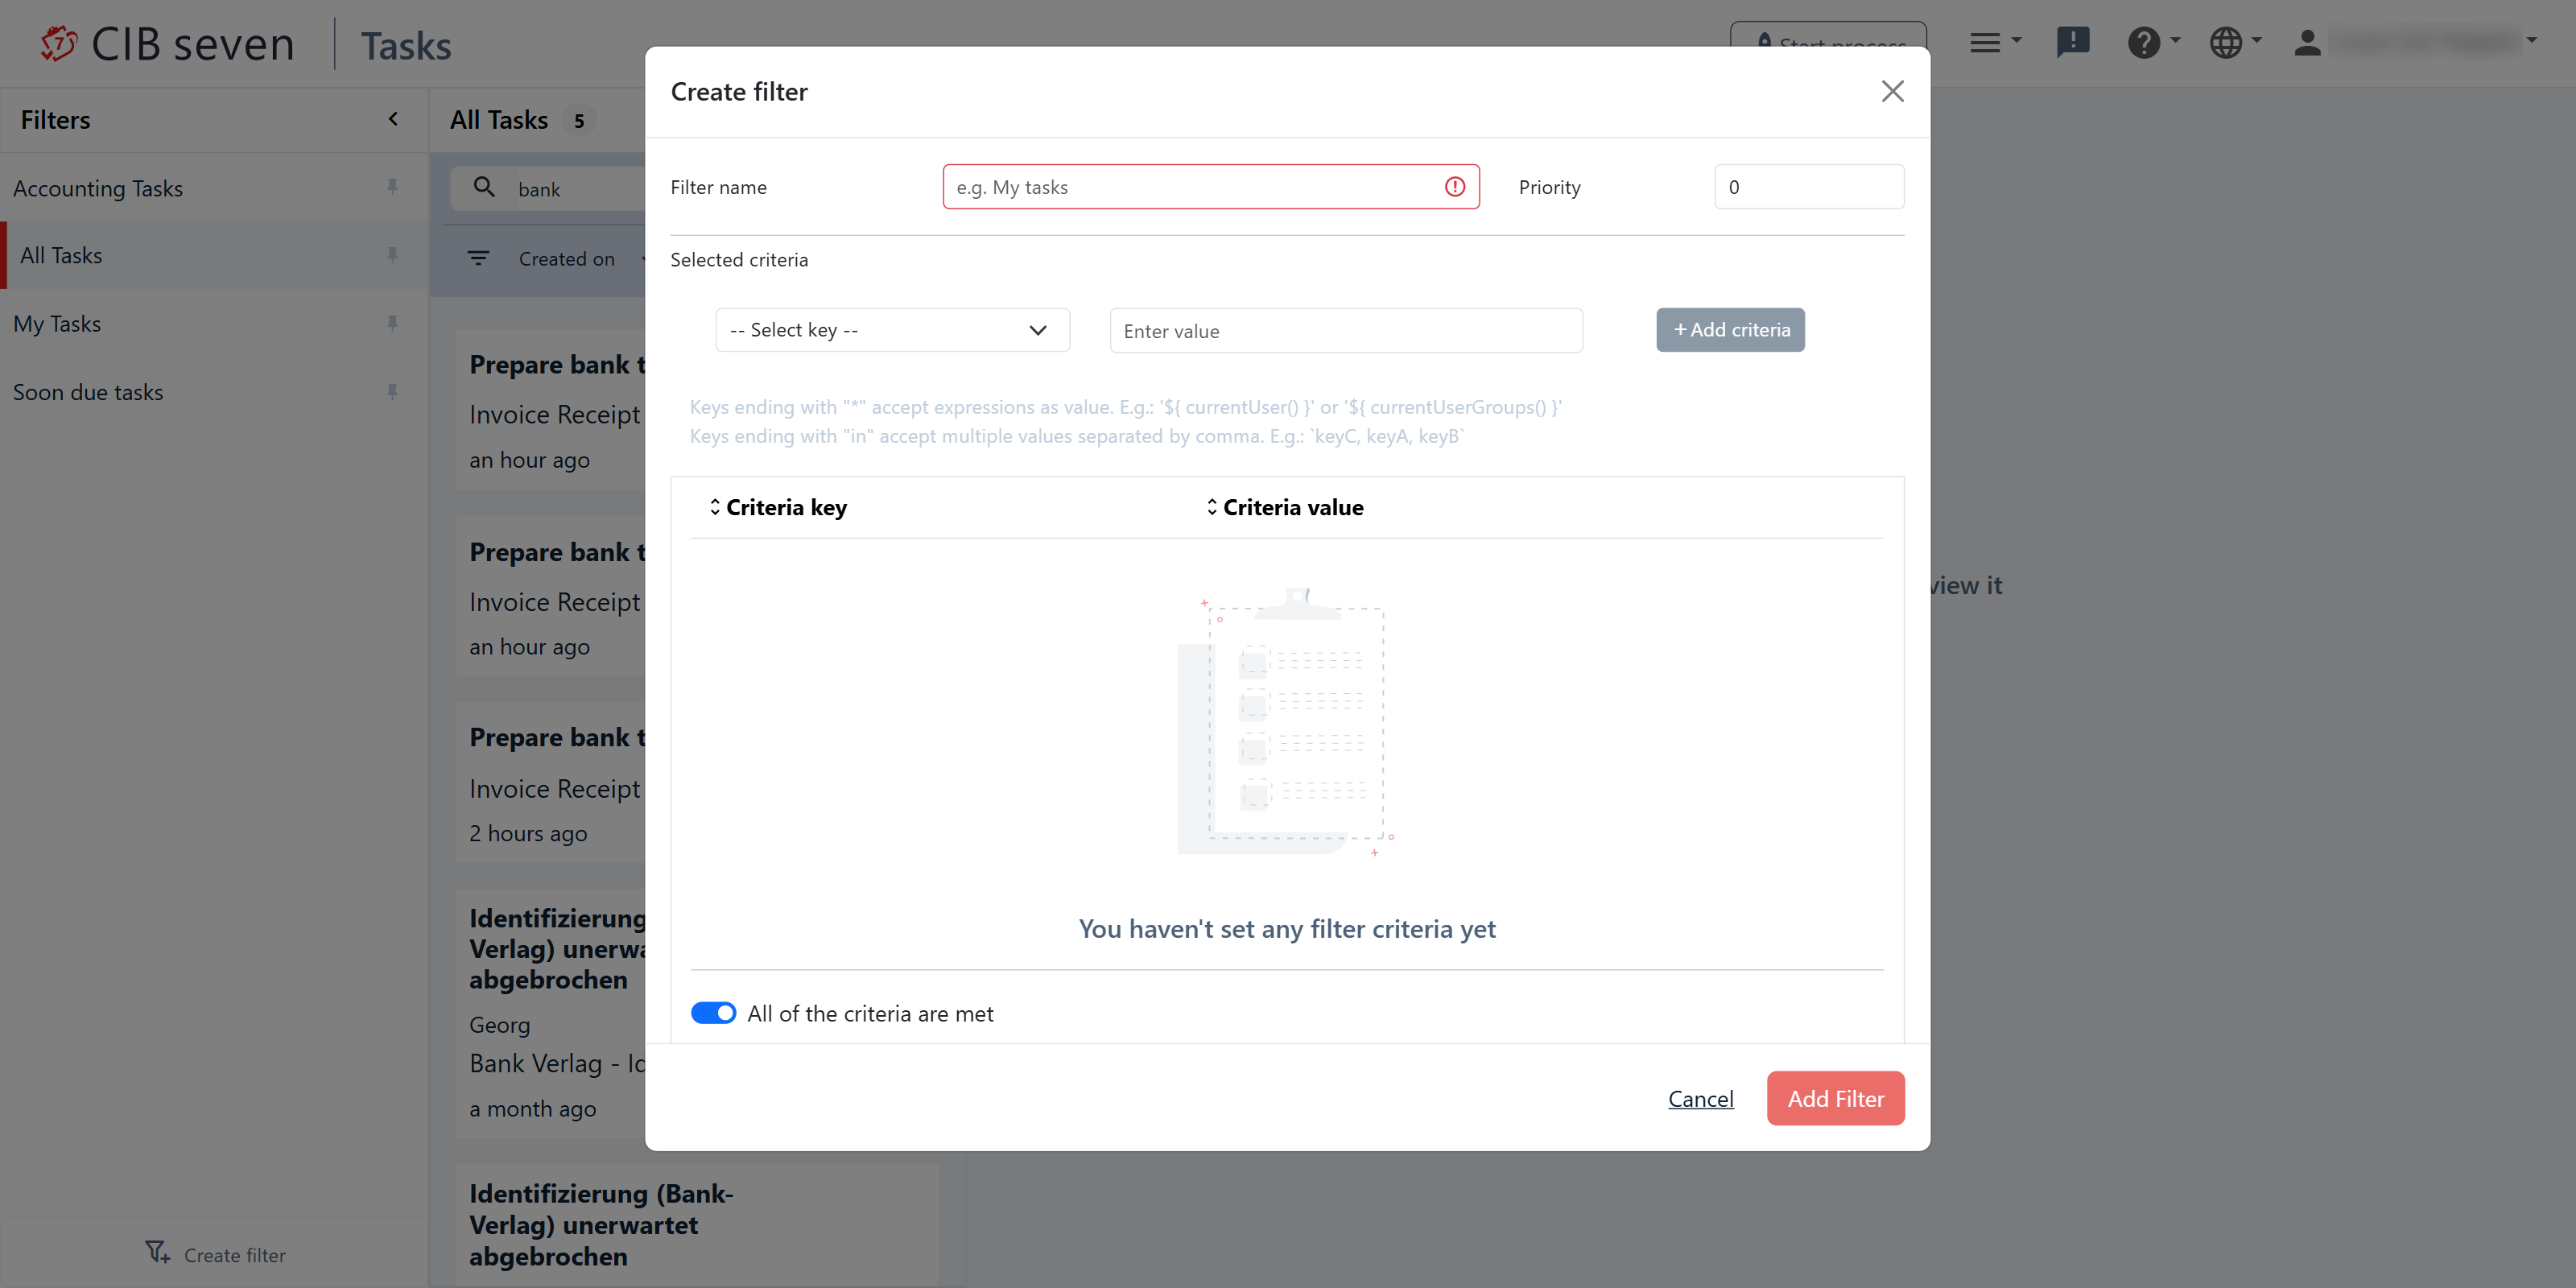 CIB seven
Tasks
Start process
Filters
Accounting Tasks
All Tasks
My Tasks
Soon due tasks
Create filter
All Tasks 5
bank
Created on
Prepare bank t
Invoice Receipt
an hour ago
Prepare bank t
Invoice Receipt
an hour ago
Prepare bank t
Invoice Receipt
2 hours ago
Identifizierung
Verlag) unerwa
abgebrochen
Georg
Bank Verlag - Id
a month ago
Identifizierung (Bank-
Verlag) unerwartet
abgebrochen
Create filter
Filter name
e.g. My tasks
Priority
0
Selected criteria
-- Select key --
Enter value
+ Add criteria
Keys ending with "*" accept expressions as value. E.g.: '${ currentUser() }' or '${ currentUserGroups() }'
Keys ending with "in" accept multiple values separated by comma. E.g.: `keyC, keyA, keyB`
Criteria key
Criteria value
You haven't set any filter criteria yet
All of the criteria are met
Cancel
Add Filter
view it